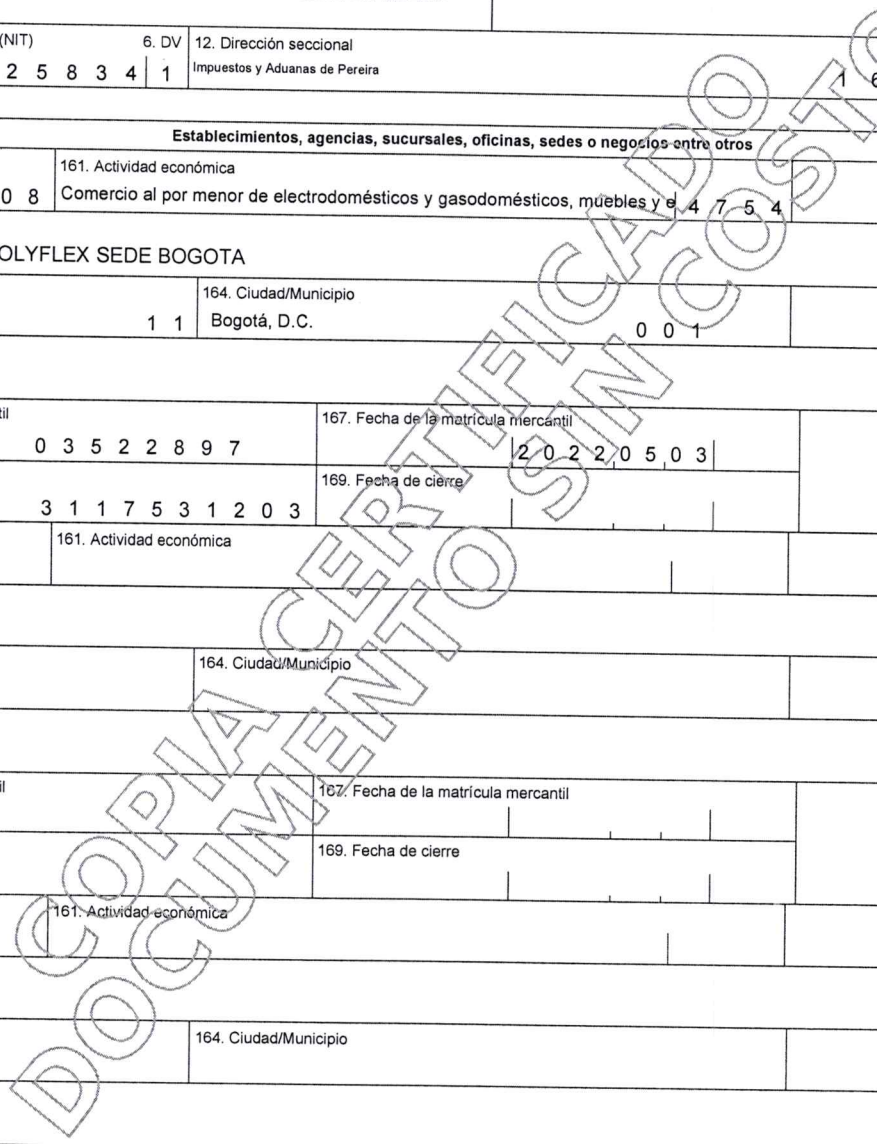 (NIT) 6. DV 12. Dirección seccional
2 5 8 3 4 1 Impuestos y Aduanas de Pereira 1 6
Establecimientos, agencias, sucursales, oficinas, sedes o negocios entre otros
161. Actividad económica
0 8 Comercio al por menor de electrodomésticos y gasodomésticos, muebles y e 4 7 5 4
OLYFLEX SEDE BOGOTA
164. Ciudad/Municipio
1 1 Bogotá, D.C. 0 0 1
til 167. Fecha de la matrícula mercantil
0 3 5 2 2 8 9 7 2 0 2 2 0 5 0 3
169. Fecha de cierre
3 1 1 7 5 3 1 2 0 3
161. Actividad económica
164. Ciudad/Municipio
il 167. Fecha de la matrícula mercantil
169. Fecha de cierre
161. Actividad económica
164. Ciudad/Municipio
COPIA CERTIFICADO
DOCUMENTO SIN COSTO